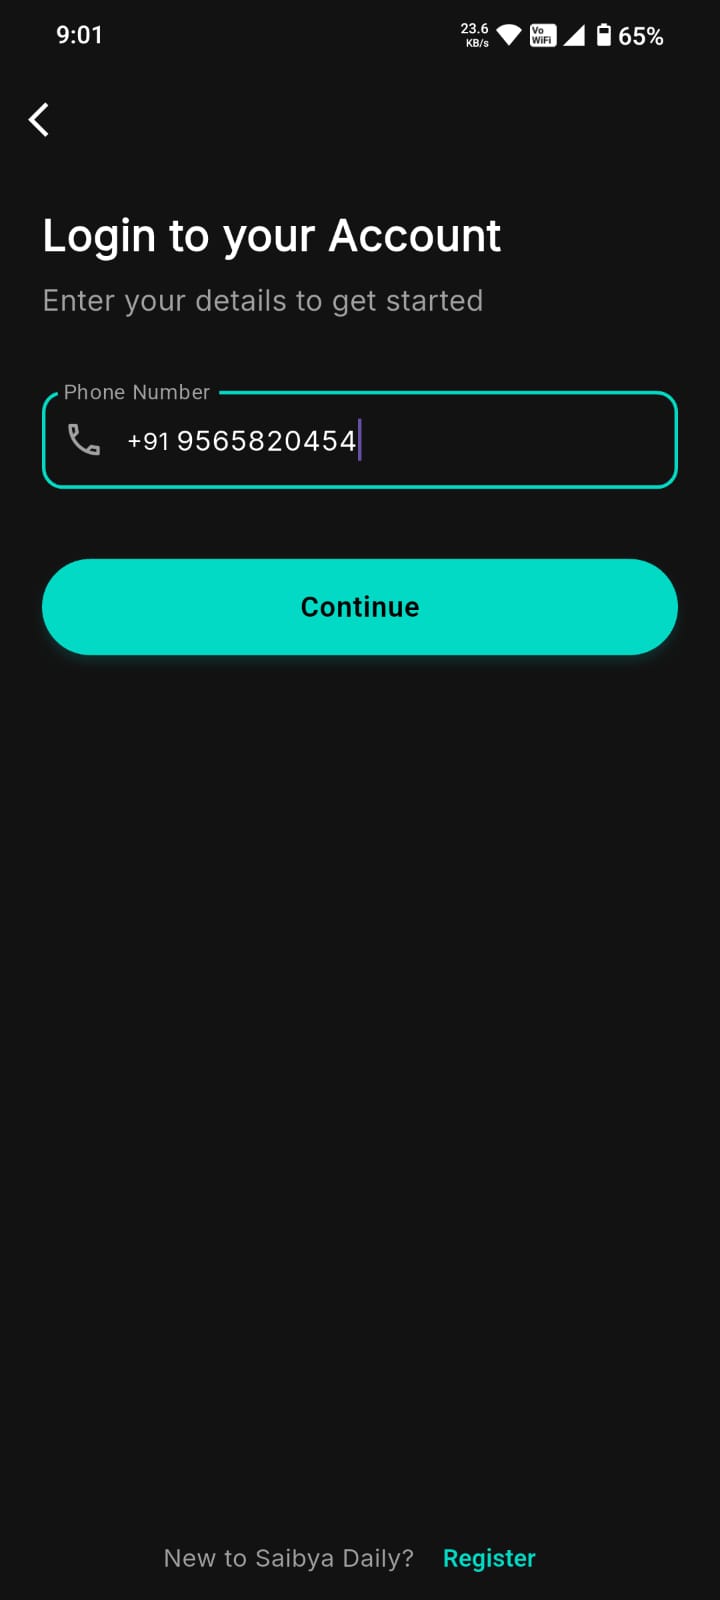 9:01
23.6
KB/s
Vo
WiFi
65%
Login to your Account
Enter your details to get started
Phone Number
+91 9565820454
Continue
New to Saibya Daily? Register